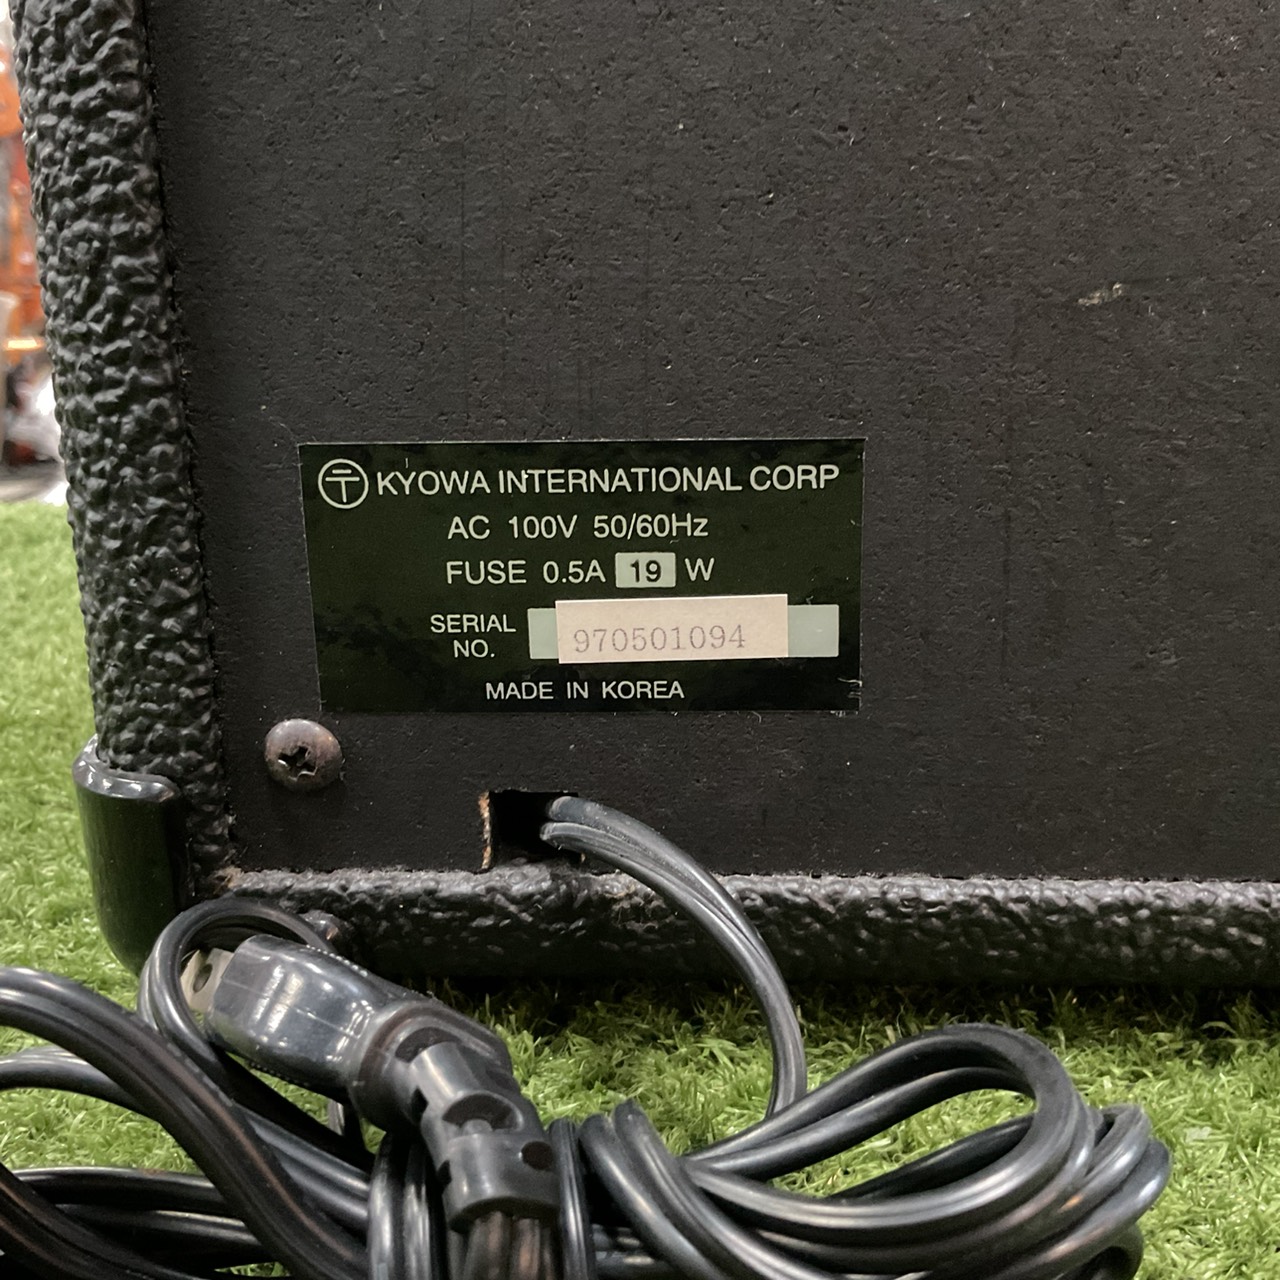 KYOWA INTERNATIONAL CORP
AC 100V 50/60Hz
FUSE 0.5A 19 W
SERIAL NO. 970501094
MADE IN KOREA